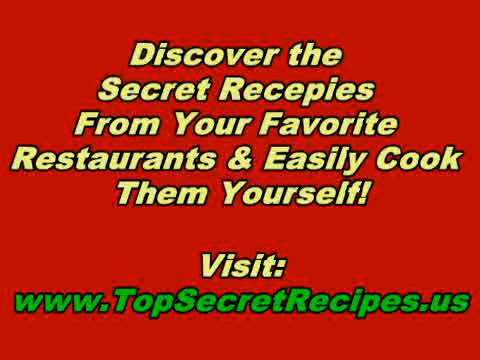 Discover the
Secret Recepies
From Your Favorite
Restaurants & Easily Cook
Them Yourself!
Visit:
www.TopSecretRecipes.us